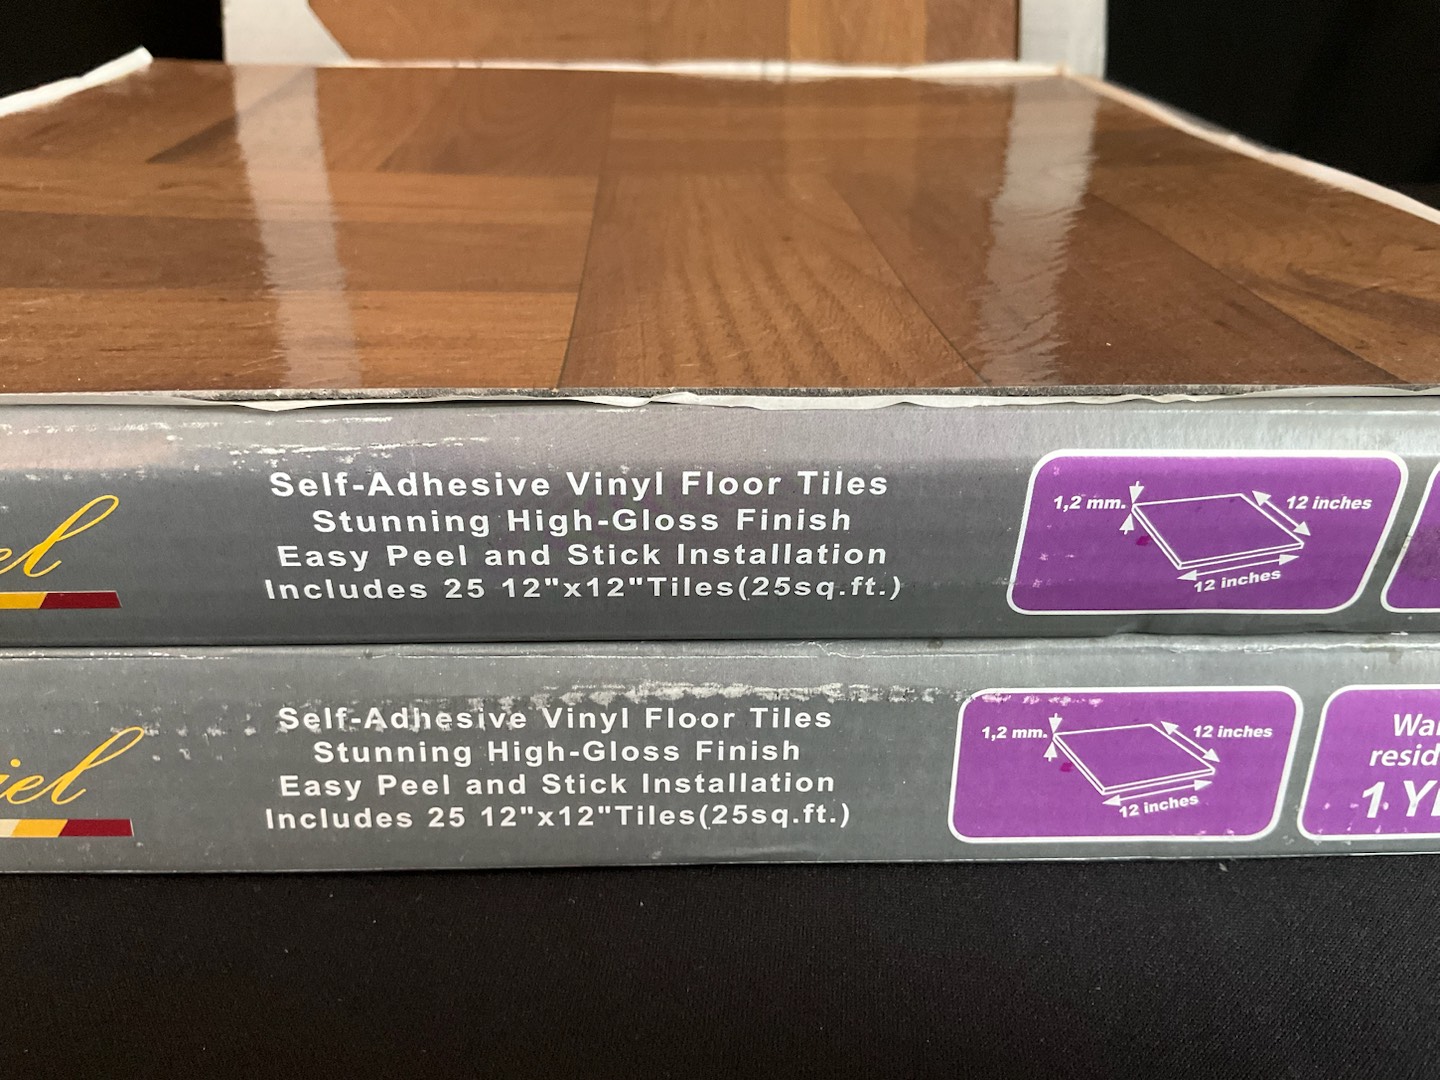 Self-Adhesive Vinyl Floor Tiles
Stunning High-Gloss Finish
Easy Peel and Stick Installation
Includes 25 12"x12"Tiles(25sq.ft.)
1,2 mm.
12 inches
12 inches
Self-Adhesive Vinyl Floor Tiles
Stunning High-Gloss Finish
Easy Peel and Stick Installation
Includes 25 12"x12"Tiles(25sq.ft.)
1,2 mm.
12 inches
12 inches
1